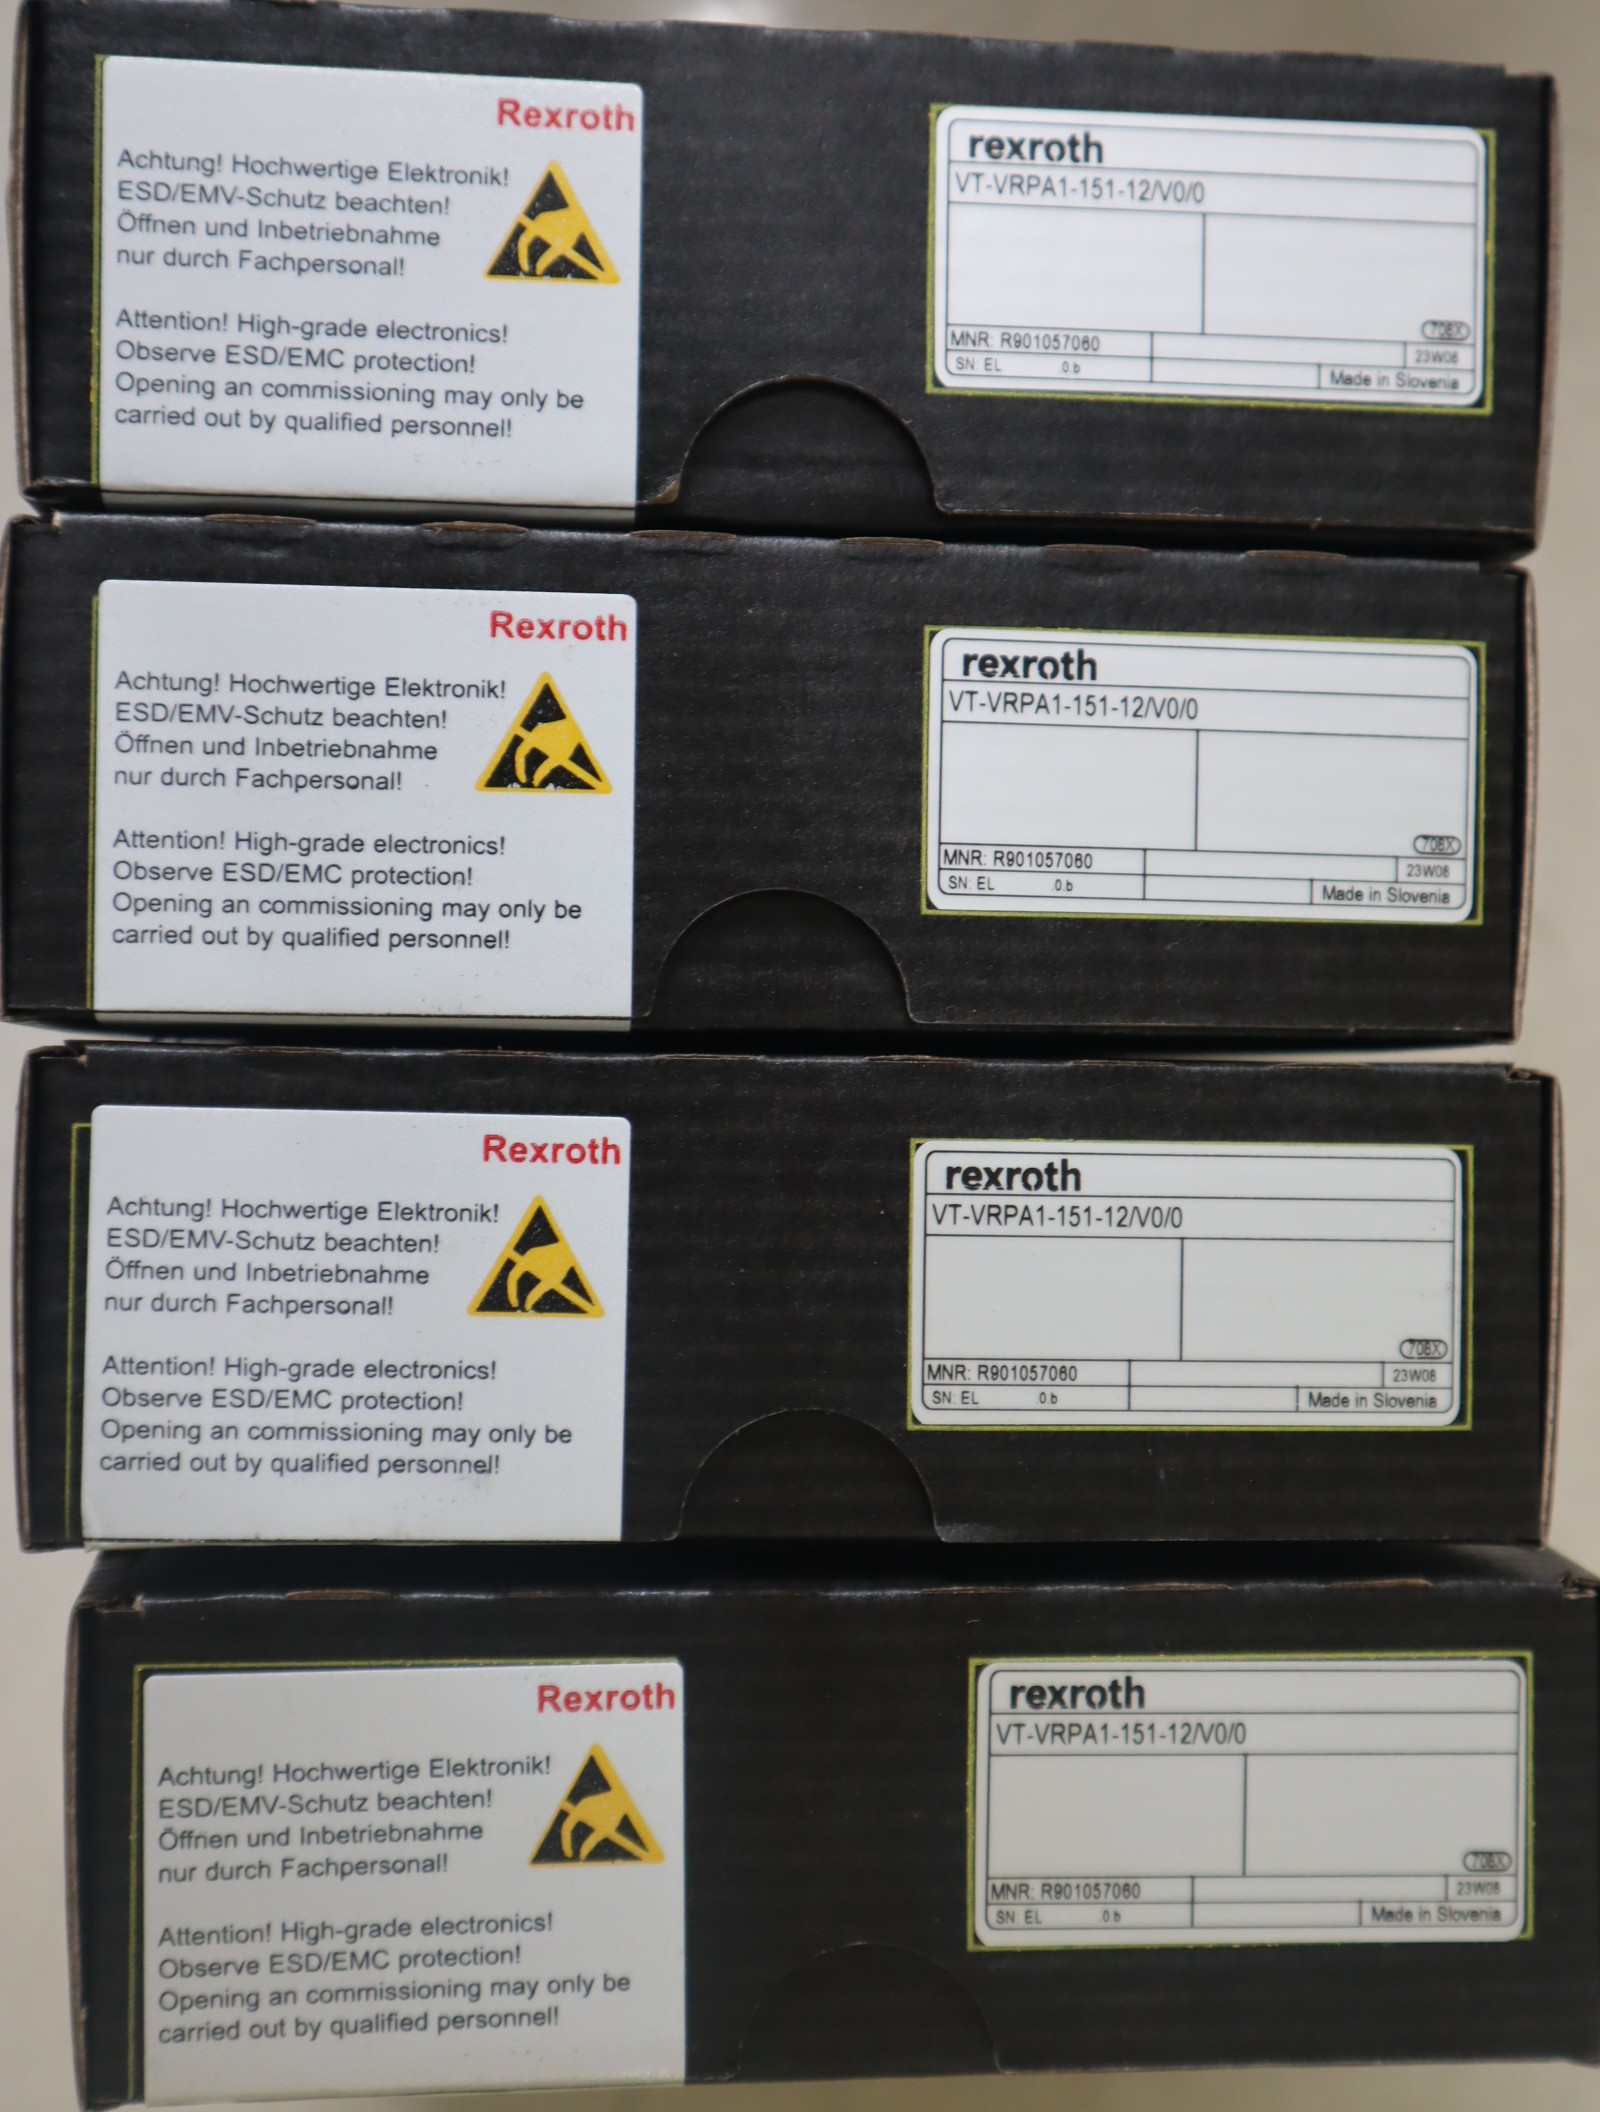 Rexroth
Achtung! Hochwertige Elektronik!
ESD/EMV-Schutz beachten!
Öffnen und Inbetriebnahme
nur durch Fachpersonal!
Attention! High-grade electronics!
Observe ESD/EMC protection!
Opening an commissioning may only be
carried out by qualified personnel!
rexroth
VT-VRPA1-151-12/V0/0
708X
MNR: R901057060
23W08
SN: EL .0.b
Made in Slovenia
Rexroth
Achtung! Hochwertige Elektronik!
ESD/EMV-Schutz beachten!
Öffnen und Inbetriebnahme
nur durch Fachpersonal!
Attention! High-grade electronics!
Observe ESD/EMC protection!
Opening an commissioning may only be
carried out by qualified personnel!
rexroth
VT-VRPA1-151-12/V0/0
708X
MNR: R901057060
23W08
SN: EL .0.b
Made in Slovenia
Rexroth
Achtung! Hochwertige Elektronik!
ESD/EMV-Schutz beachten!
Öffnen und Inbetriebnahme
nur durch Fachpersonal!
Attention! High-grade electronics!
Observe ESD/EMC protection!
Opening an commissioning may only be
carried out by qualified personnel!
rexroth
VT-VRPA1-151-12/V0/0
708X
MNR: R901057060
23W08
SN: EL .0.b
Made in Slovenia
Rexroth
Achtung! Hochwertige Elektronik!
ESD/EMV-Schutz beachten!
Öffnen und Inbetriebnahme
nur durch Fachpersonal!
Attention! High-grade electronics!
Observe ESD/EMC protection!
Opening an commissioning may only be
carried out by qualified personnel!
rexroth
VT-VRPA1-151-12/V0/0
708X
MNR: R901057060
23W08
SN: EL .0.b
Made in Slovenia